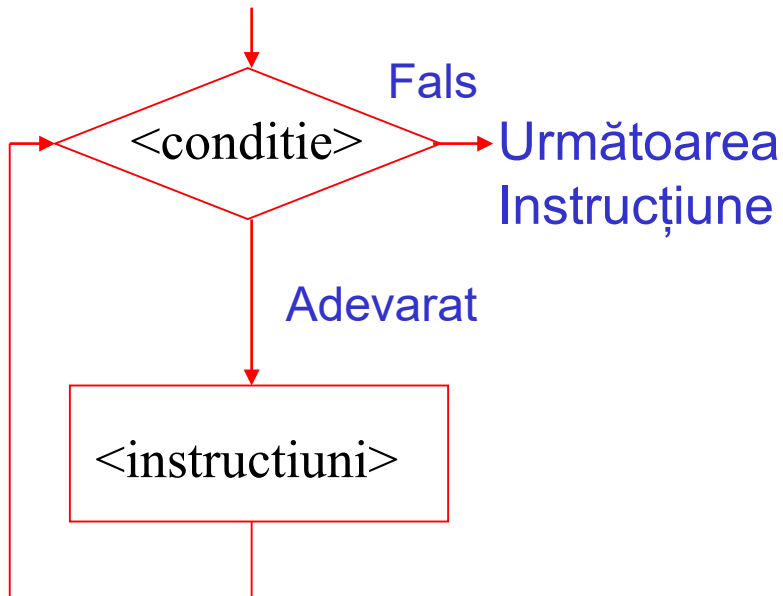 Fals
<conditie>
Următoarea
Instrucțiune
Adevarat
<instructiuni>